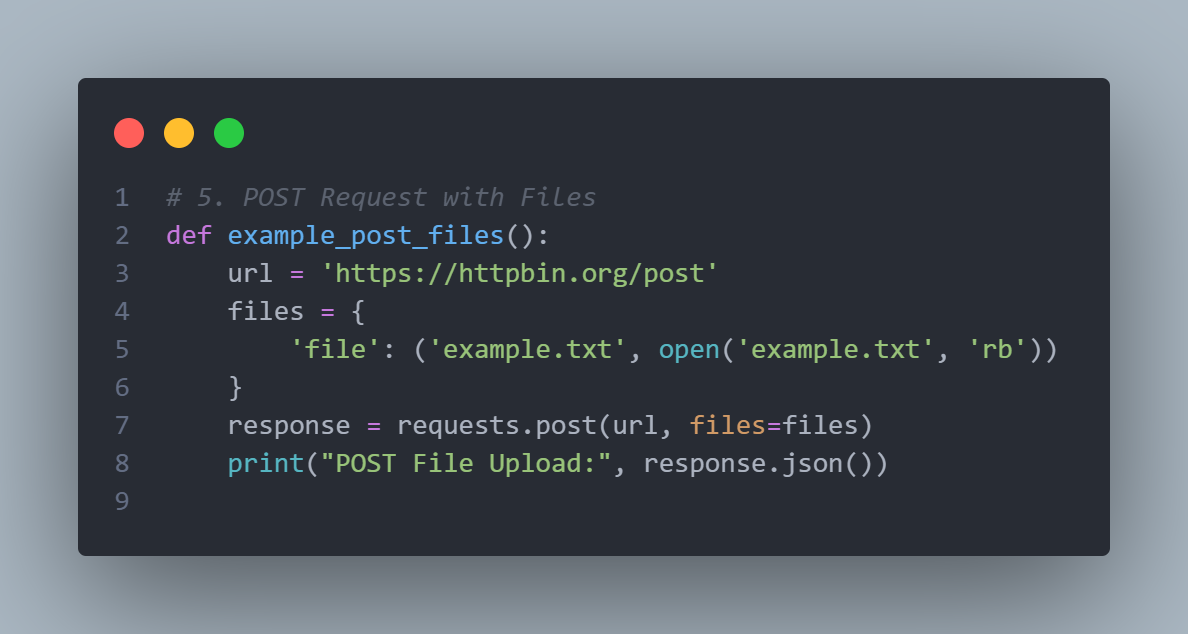 1 # 5. POST Request with Files
2 def example_post_files():
3     url = 'https://httpbin.org/post'
4     files = {
5         'file': ('example.txt', open('example.txt', 'rb'))
6     }
7     response = requests.post(url, files=files)
8     print("POST File Upload:", response.json())
9